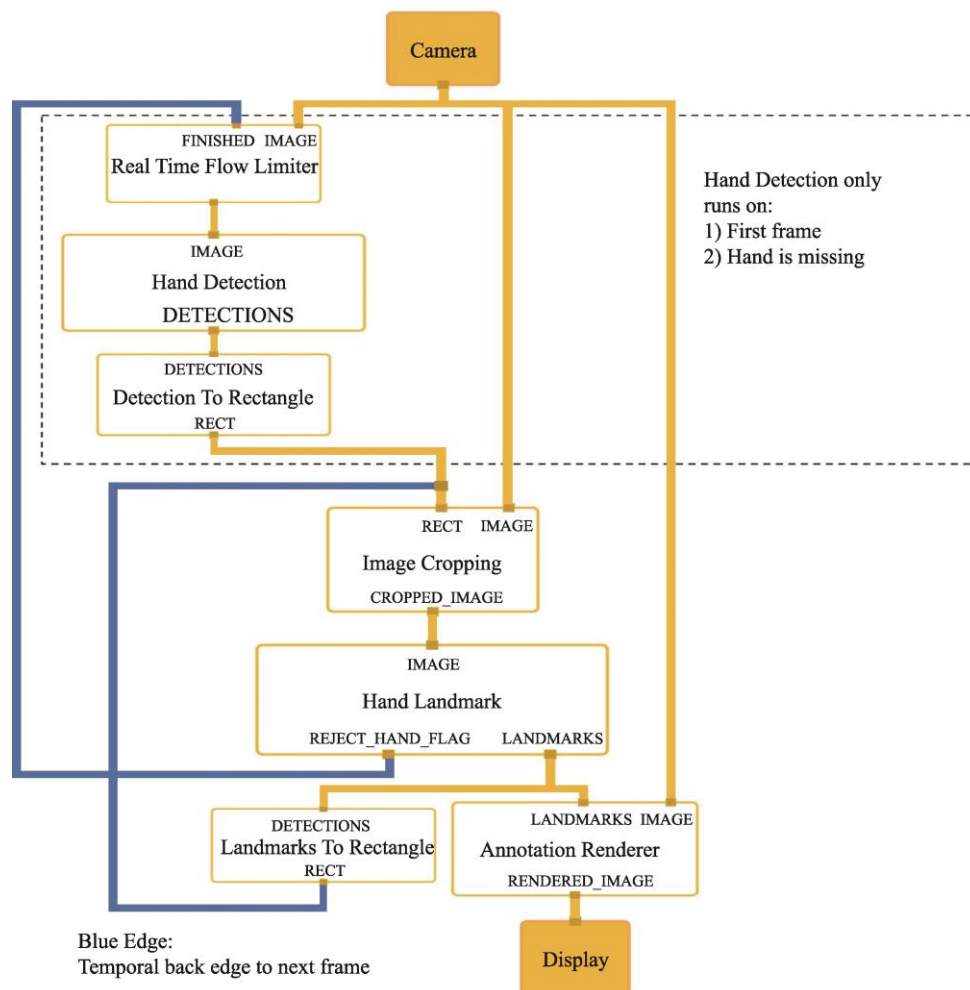 Camera
FINISHED IMAGE
Real Time Flow Limiter
Hand Detection only
runs on:
1) First frame
2) Hand is missing
IMAGE
Hand Detection
DETECTIONS
DETECTIONS
Detection To Rectangle
RECT
RECT IMAGE
Image Cropping
CROPPED_IMAGE
IMAGE
Hand Landmark
REJECT_HAND_FLAG LANDMARKS
DETECTIONS
Landmarks To Rectangle
RECT
LANDMARKS IMAGE
Annotation Renderer
RENDERED_IMAGE
Blue Edge:
Temporal back edge to next frame
Display